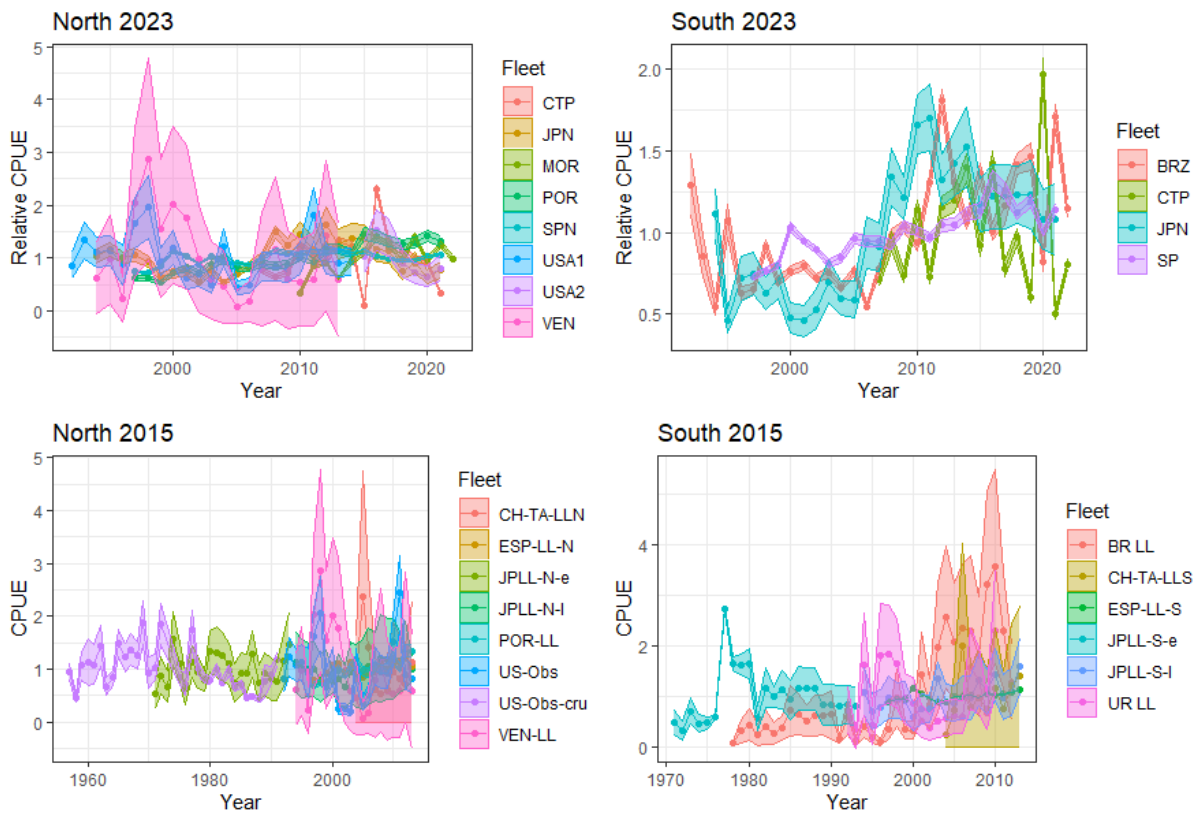 North 2023
Relative CPUE
5
4
3
2
1
0
2000
2010
2020
Year
Fleet
CTP
JPN
MOR
POR
SPN
USA1
USA2
VEN
South 2023
Relative CPUE
2.0
1.5
1.0
0.5
2000
2010
2020
Year
Fleet
BRZ
CTP
JPN
SP
North 2015
CPUE
5
4
3
2
1
0
1960
1980
2000
Year
Fleet
CH-TA-LLN
ESP-LL-N
JPLL-N-e
JPLL-N-l
POR-LL
US-Obs
US-Obs-cru
VEN-LL
South 2015
CPUE
4
2
0
1970
1980
1990
2000
2010
Year
Fleet
BR LL
CH-TA-LLS
ESP-LL-S
JPLL-S-e
JPLL-S-l
UR LL